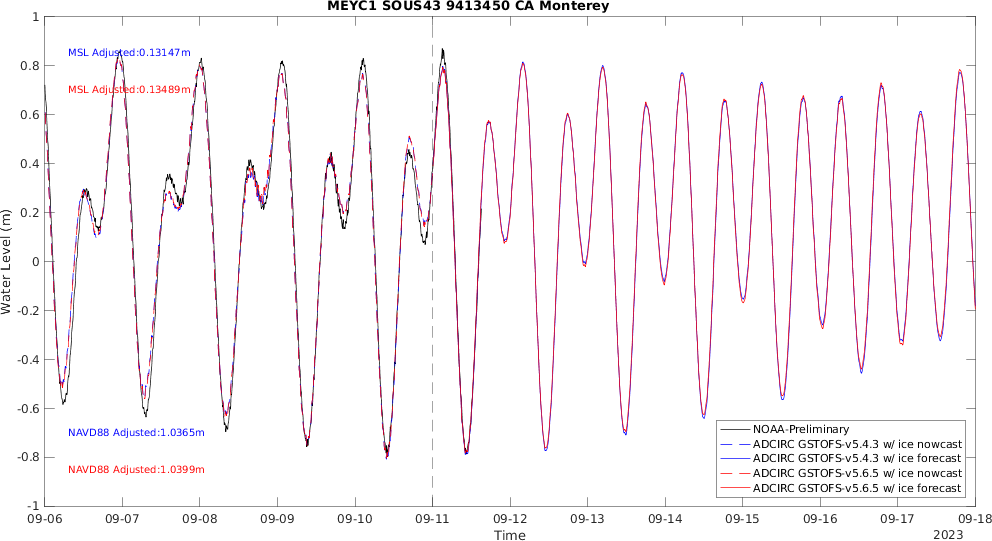 MEYC1 SOUS43 9413450 CA Monterey
1
0.8
0.6
0.4
0.2
0
-0.2
-0.4
-0.6
-0.8
-1
Water Level (m)
MSL Adjusted:0.13147m
MSL Adjusted:0.13489m
NAVD88 Adjusted:1.0365m
NAVD88 Adjusted:1.0399m
NOAA-Preliminary
ADCIRC GSTOFS-v5.4.3 w/ ice nowcast
ADCIRC GSTOFS-v5.4.3 w/ ice forecast
ADCIRC GSTOFS-v5.6.5 w/ ice nowcast
ADCIRC GSTOFS-v5.6.5 w/ ice forecast
09-06 09-07 09-08 09-09 09-10 09-11 09-12 09-13 09-14 09-15 09-16 09-17 09-18
Time
2023